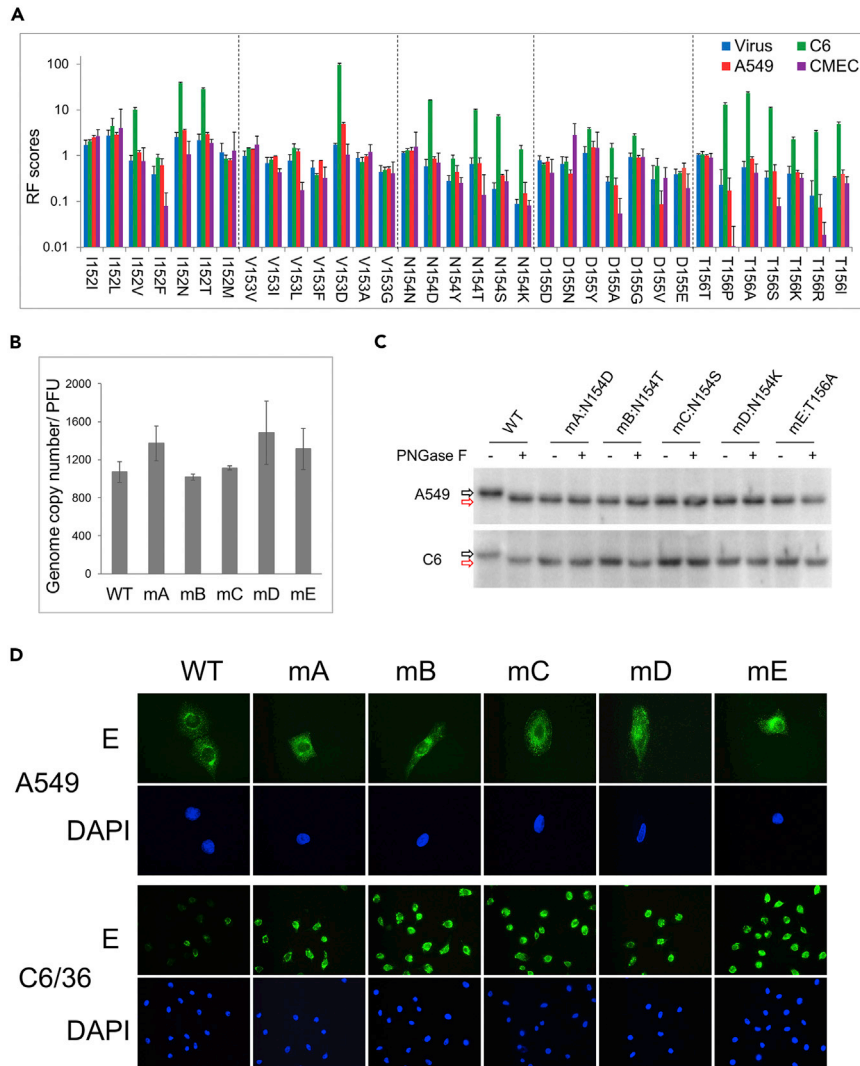 A
Virus C6
A549 CMEC
RF scores
100
10
1
0.1
0.01
I152I I152L I152V I152F I152N I152T I152M V153V V153I V153L V153F V153D V153A V153G N154N N154D N154Y N154T N154S N154K D155D D155N D155Y D155A D155G D155V D155E T156T T156P T156A T156S T156K T156R T156I
B
Genome copy number/ PFU
2000
1600
1200
800
400
0
WT mA mB mC mD mE
C
WT mA:N154D mB:N154T mC:N154S mD:N154K mE:T156A
PNGase F - + - + - + - + - + - +
A549
C6
D
WT mA mB mC mD mE
E
A549
DAPI
E
C6/36
DAPI